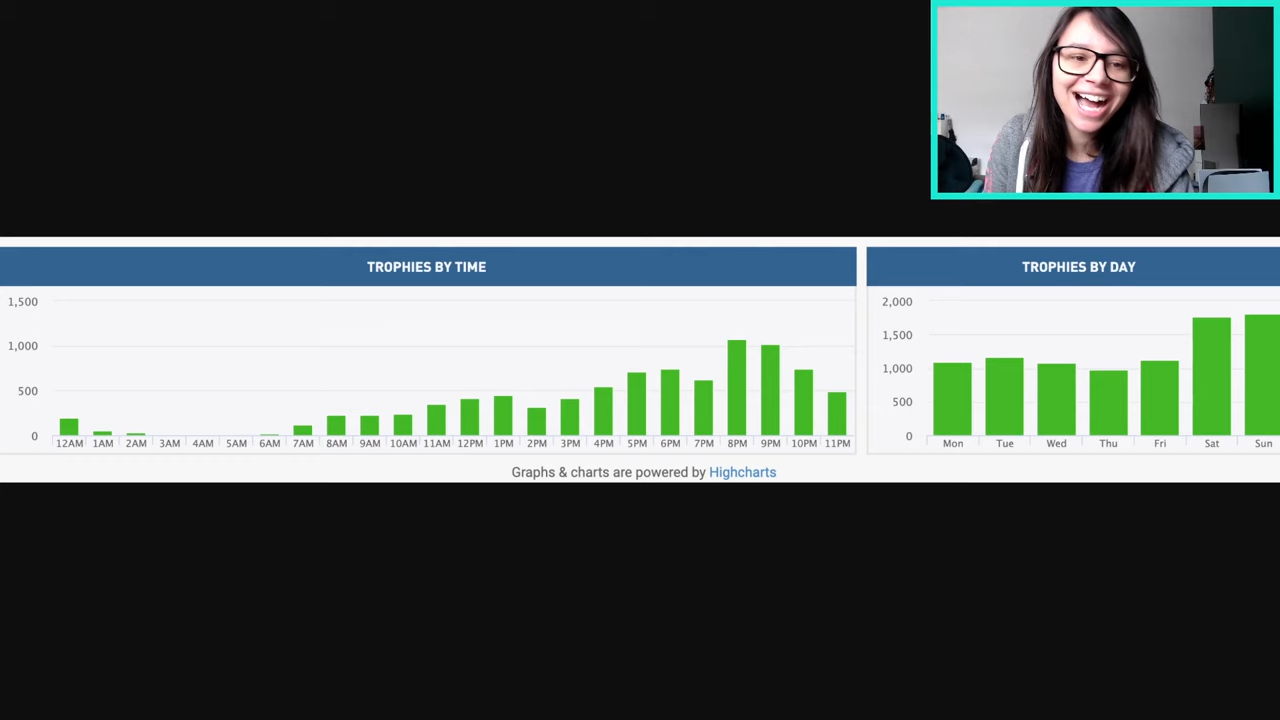 TROPHIES BY TIME
1,500
1,000
500
0
12AM 1AM 2AM 3AM 4AM 5AM 6AM 7AM 8AM 9AM 10AM 11AM 12PM 1PM 2PM 3PM 4PM 5PM 6PM 7PM 8PM 9PM 10PM 11PM
TROPHIES BY DAY
2,000
1,500
1,000
500
0
Mon Tue Wed Thu Fri Sat Sun
Graphs & charts are powered by Highcharts